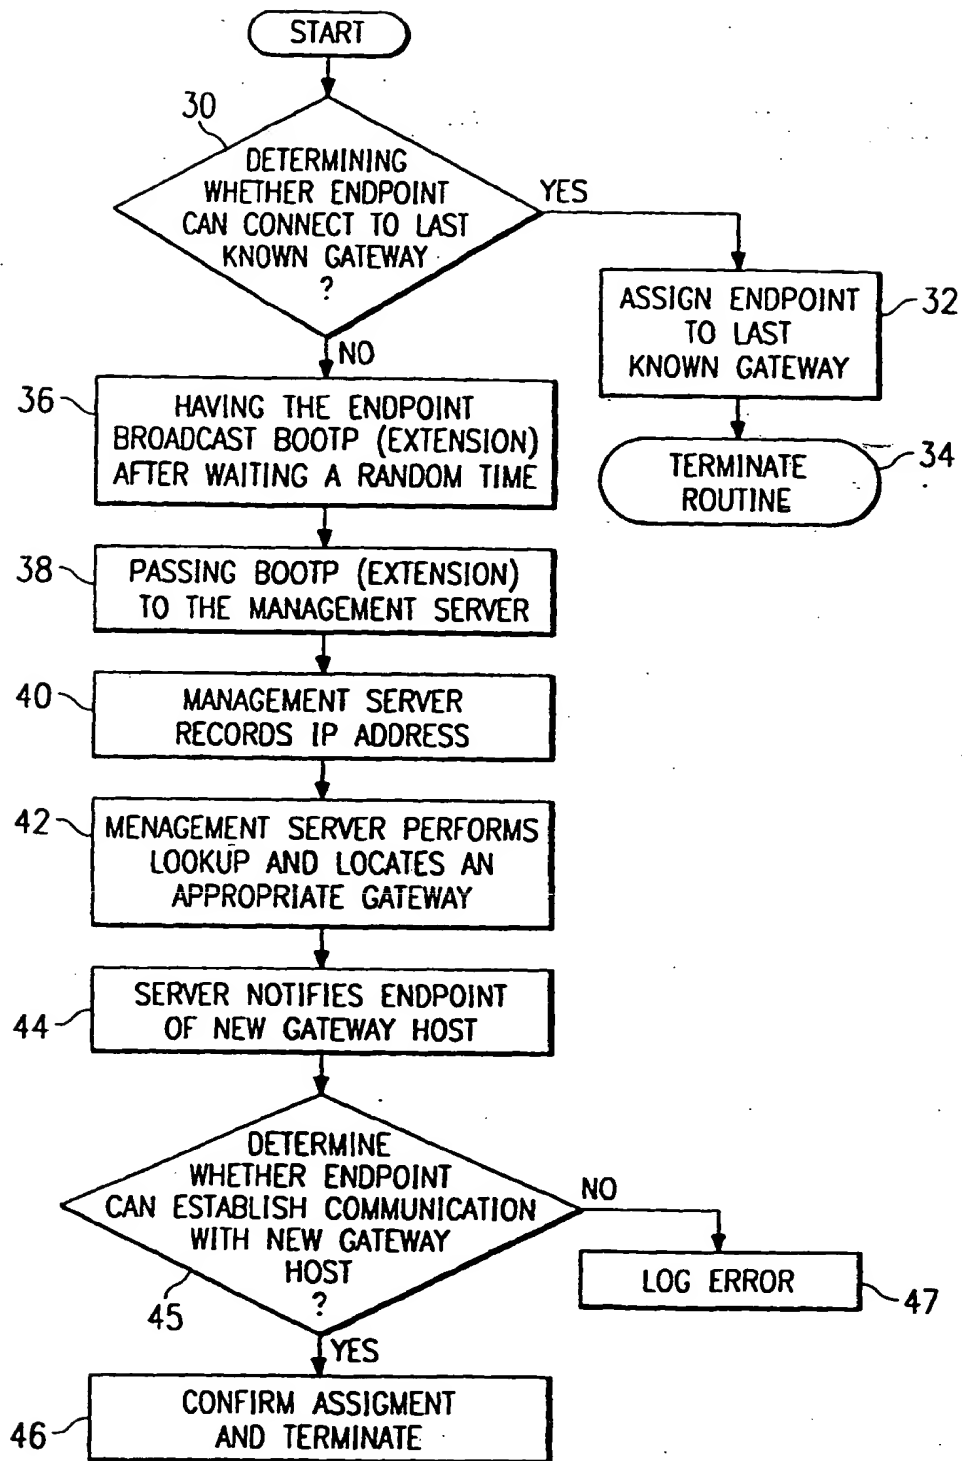 START
30
DETERMINING
WHETHER ENDPOINT
CAN CONNECT TO LAST
KNOWN GATEWAY
?
YES
NO
ASSIGN ENDPOINT
TO LAST
KNOWN GATEWAY
32
TERMINATE
ROUTINE
34
36
HAVING THE ENDPOINT
BROADCAST BOOTP (EXTENSION)
AFTER WAITING A RANDOM TIME
38
PASSING BOOTP (EXTENSION)
TO THE MANAGEMENT SERVER
40
MANAGEMENT SERVER
RECORDS IP ADDRESS
42
MENAGEMENT SERVER PERFORMS
LOOKUP AND LOCATES AN
APPROPRIATE GATEWAY
44
SERVER NOTIFIES ENDPOINT
OF NEW GATEWAY HOST
DETERMINE
WHETHER ENDPOINT
CAN ESTABLISH COMMUNICATION
WITH NEW GATEWAY
HOST
?
45
NO
LOG ERROR
47
YES
46
CONFIRM ASSIGMENT
AND TERMINATE